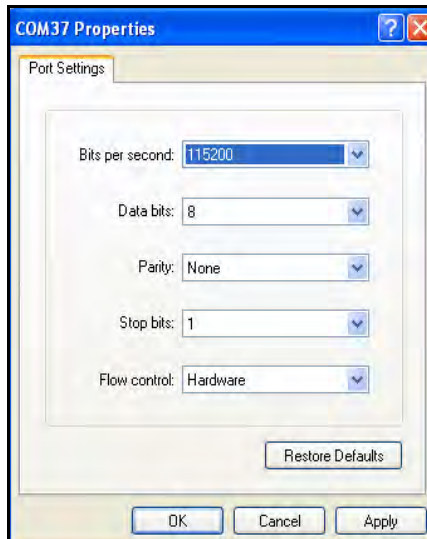 COM37 Properties
Port Settings
Bits per second: 115200
Data bits: 8
Parity: None
Stop bits: 1
Flow control: Hardware
Restore Defaults
OK Cancel Apply